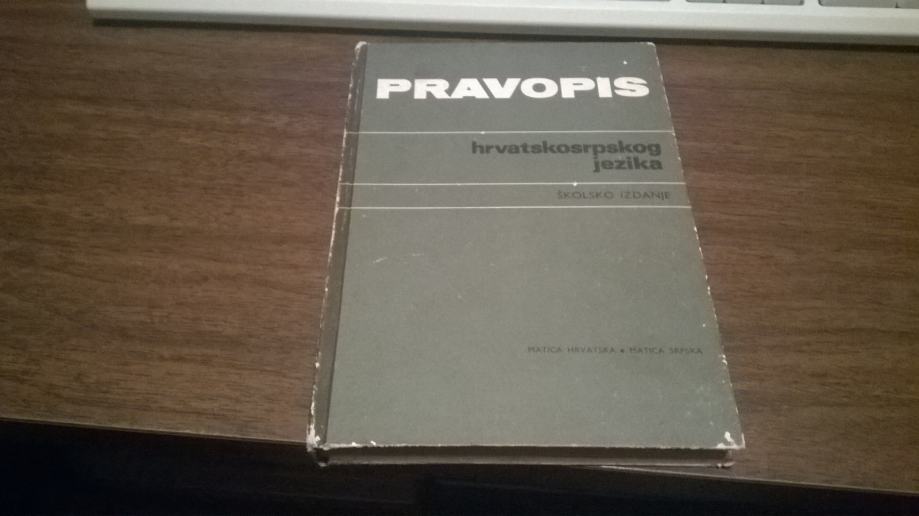 PRAVOPIS
hrvatskosrpskog
jezika
ŠKOLSKO IZDANJE
MATICA HRVATSKA • MATICA SRPSKA